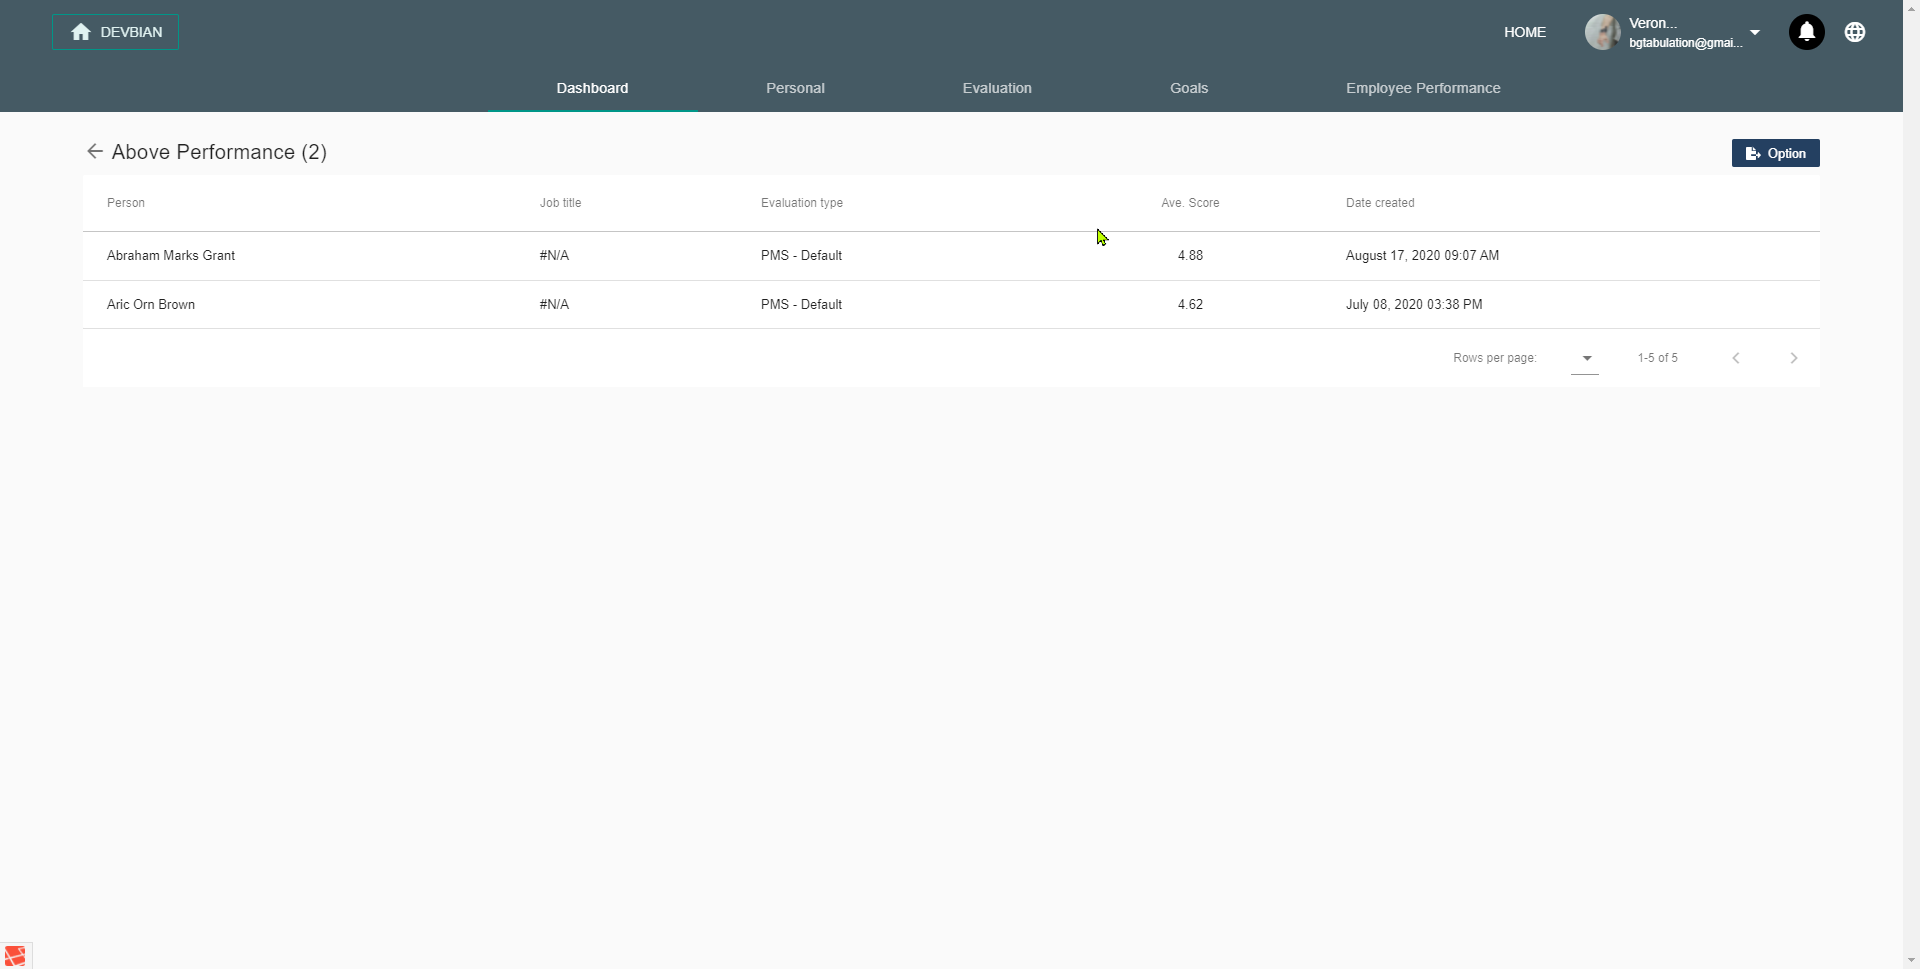 DEVBIAN
HOME
Veron...
bgtabulation@gmai...
Dashboard Personal Evaluation Goals Employee Performance
Above Performance (2)
Option
Person Job title Evaluation type Ave. Score Date created
Abraham Marks Grant #N/A PMS - Default 4.88 August 17, 2020 09:07 AM
Aric Orn Brown #N/A PMS - Default 4.62 July 08, 2020 03:38 PM
Rows per page: 1-5 of 5